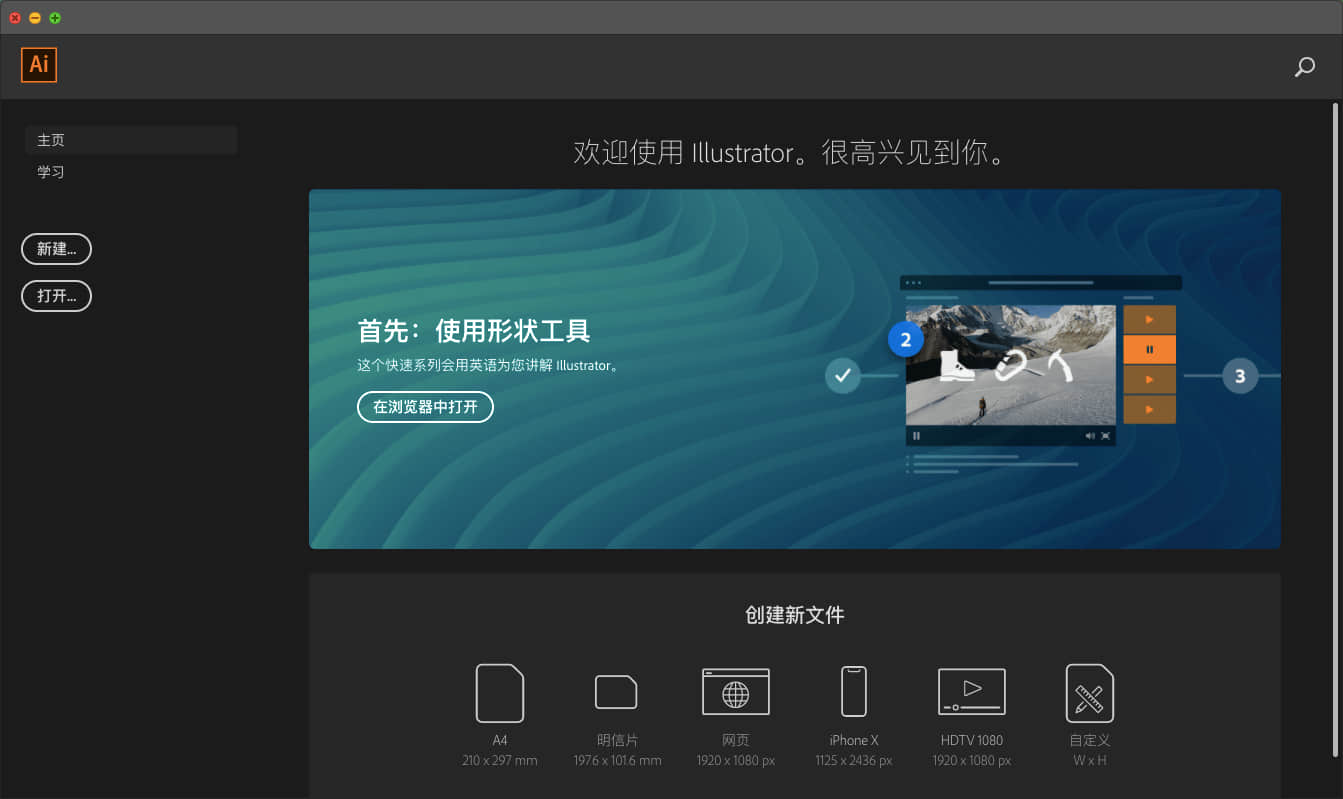 Ai
主页
学习
新建...
打开...
欢迎使用 Illustrator。很高兴见到你。
首先：使用形状工具
这个快速系列会用英语为您讲解 Illustrator。
在浏览器中打开
2
3
创建新文件
A4
210 x 297 mm
明信片
197.6 x 101.6 mm
网页
1920 x 1080 px
iPhone X
1125 x 2436 px
HDTV 1080
1920 x 1080 px
自定义
W x H